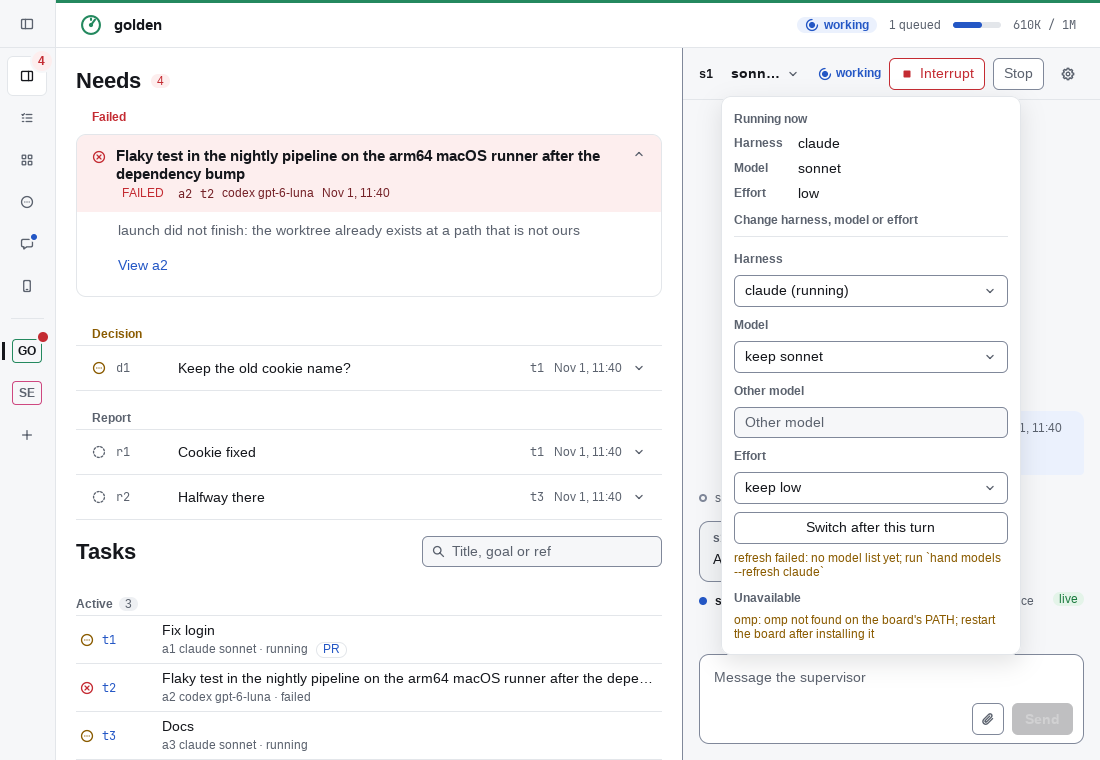 golden
working
1 queued
610K / 1M
4
GO
SE
Needs 4
Failed
Flaky test in the nightly pipeline on the arm64 macOS runner after the
dependency bump
FAILED a2 t2 codex gpt-6-luna Nov 1, 11:40
launch did not finish: the worktree already exists at a path that is not ours
View a2
Decision
d1 Keep the old cookie name? t1 Nov 1, 11:40
Report
r1 Cookie fixed t1 Nov 1, 11:40
r2 Halfway there t3 Nov 1, 11:40
Tasks
Title, goal or ref
Active 3
t1 Fix login
a1 claude sonnet · running PR
t2 Flaky test in the nightly pipeline on the arm64 macOS runner after the depe…
a2 codex gpt-6-luna · failed
t3 Docs
a3 claude sonnet · running
s1 sonn… working Interrupt Stop
Running now
Harness claude
Model sonnet
Effort low
Change harness, model or effort
Harness
claude (running)
Model
keep sonnet
Other model
Other model
Effort
keep low
Switch after this turn
refresh failed: no model list yet; run `hand models
--refresh claude`
Unavailable
omp: omp not found on the board's PATH; restart
the board after installing it
1, 11:40
live
Message the supervisor
Send